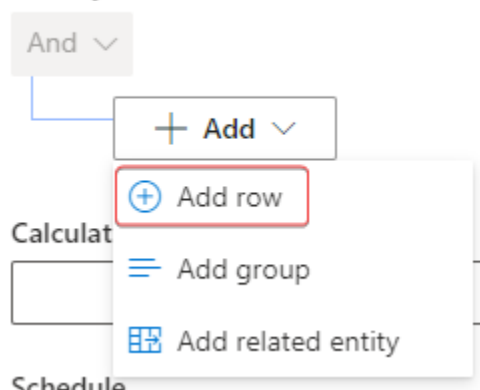 And
Add
Add row
Calculat
Add group
Add related entity
Schedule